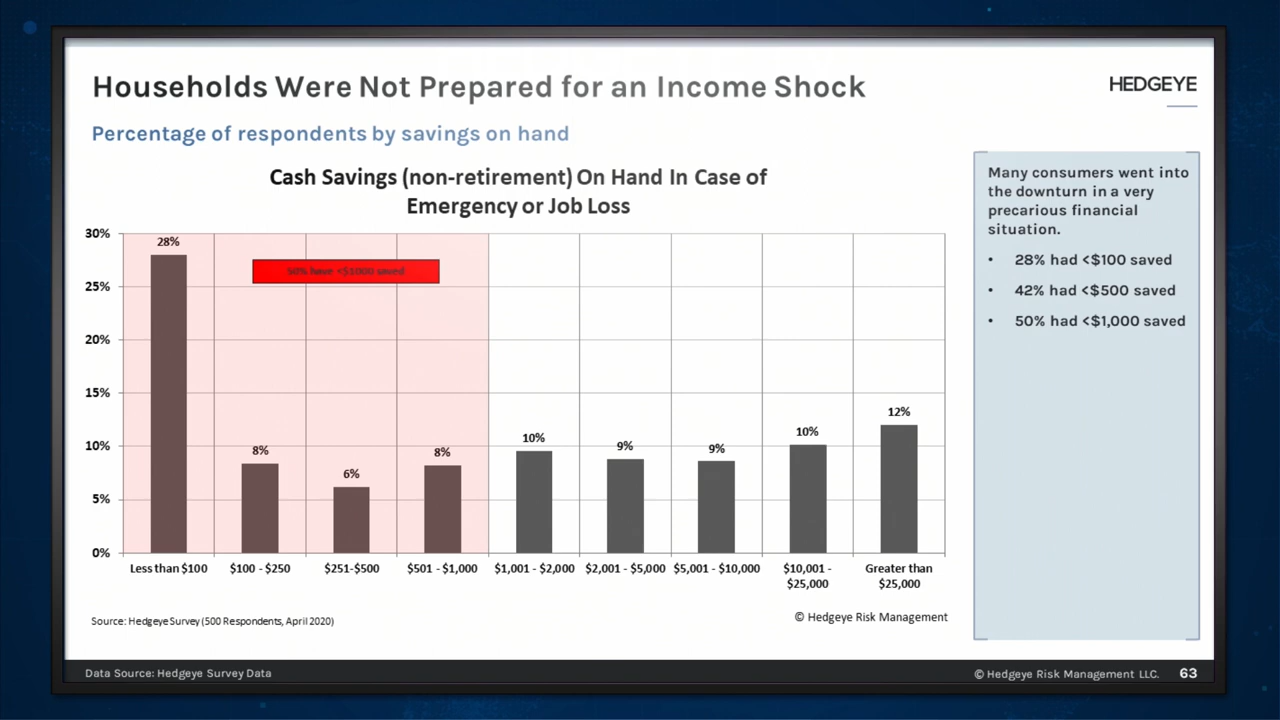 Households Were Not Prepared for an Income Shock
HEDGEYE
Percentage of respondents by savings on hand
Cash Savings (non-retirement) On Hand In Case of
Emergency or Job Loss
30%
25%
20%
15%
10%
5%
0%
28%
8%
6%
8%
10%
9%
9%
10%
12%
50% have <$1000 saved
Less than $100
$100 - $250
$251-$500
$501 - $1,000
$1,001 - $2,000
$2,001 - $5,000
$5,001 - $10,000
$10,001 -
$25,000
Greater than
$25,000
Source: Hedgeye Survey (500 Respondents, April 2020)
© Hedgeye Risk Management
Many consumers went into
the downturn in a very
precarious financial
situation.
• 28% had <$100 saved
• 42% had <$500 saved
• 50% had <$1,000 saved
Data Source: Hedgeye Survey Data
© Hedgeye Risk Management LLC.
63